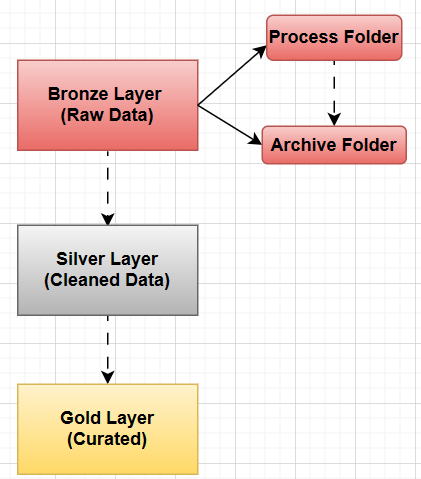 Process Folder
Bronze Layer
(Raw Data)
Archive Folder
Silver Layer
(Cleaned Data)
Gold Layer
(Curated)